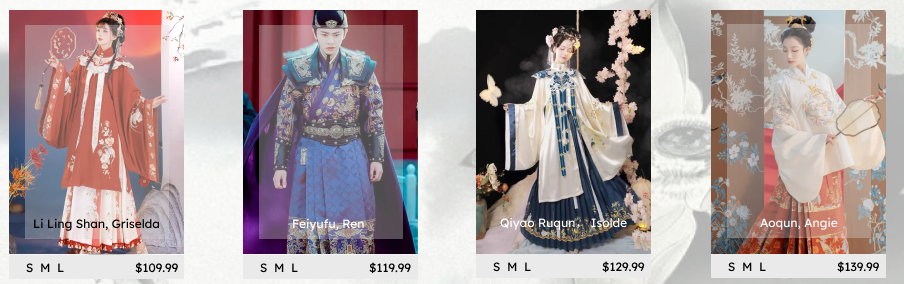 Li Ling Shan, Griselda
S M L $109.99
Feiyufu, Ren
S M L $119.99
Qiyao Ruqun, Isolde
S M L $129.99
Aoqun, Angie
S M L $139.99